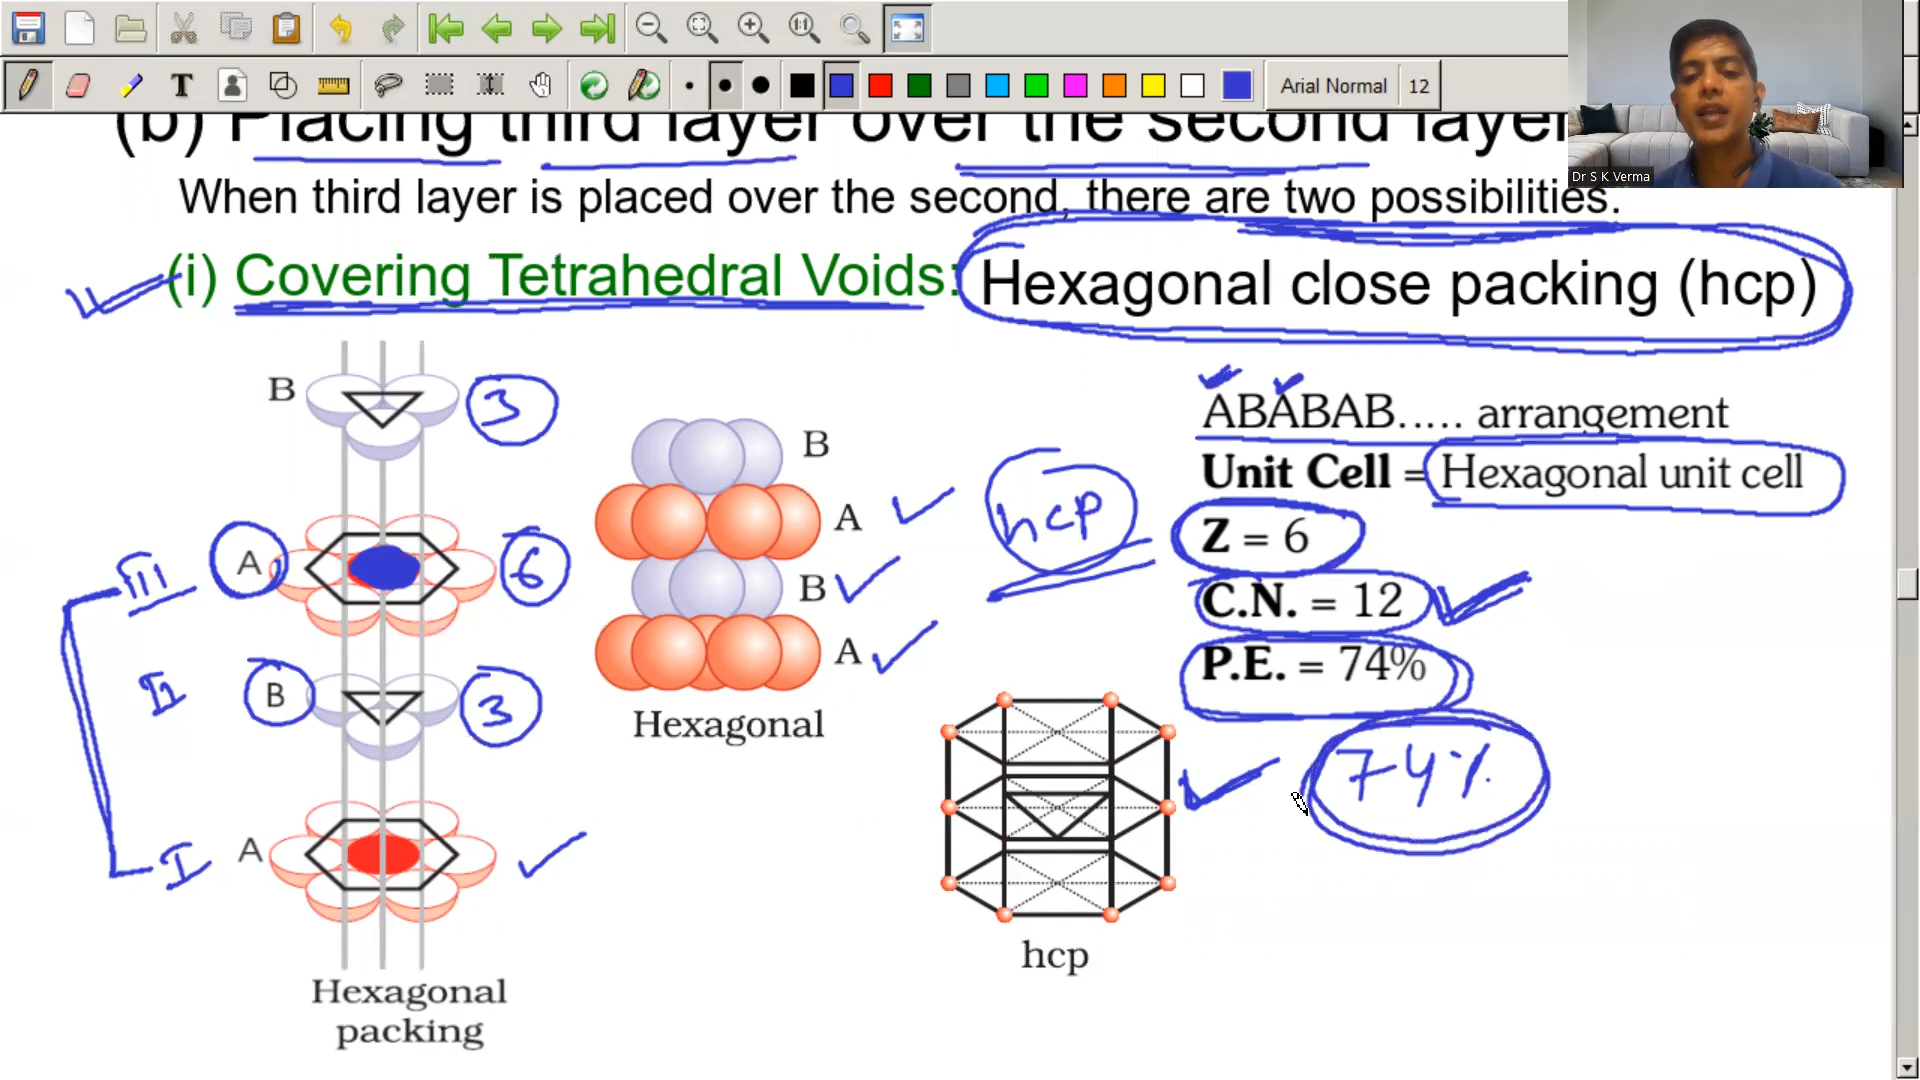 T
Arial Normal 12
1:1
Dr S K Verma
(b) Placing third layer over the second layer
When third layer is placed over the second, there are two possibilities.
(i) Covering Tetrahedral Voids: Hexagonal close packing (hcp)
B 3
A 6
III
B 3
II
A
I
Hexagonal
packing
B
A
B
A
Hexagonal
hcp
ABABAB..... arrangement
Unit Cell = Hexagonal unit cell
Z = 6
C.N. = 12
P.E. = 74%
74%
hcp